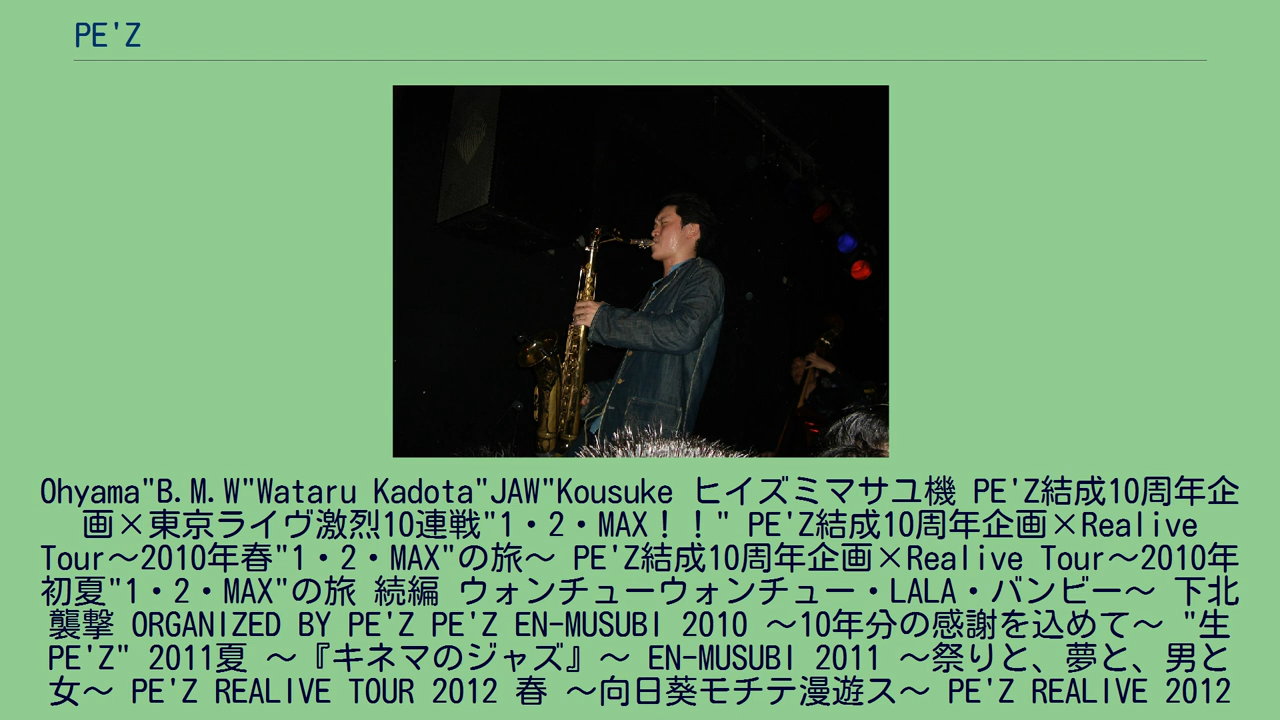 PE'Z
Ohyama"B.M.W"Wataru Kadota"JAW"Kousuke ヒイズミマサユ機 PE'Z結成10周年企
画×東京ライヴ激烈10連戦"1・2・MAX！！" PE'Z結成10周年企画×Realive
Tour～2010年春"1・2・MAX"の旅～ PE'Z結成10周年企画×Realive Tour～2010年
初夏"1・2・MAX"の旅 続編 ウォンチューウォンチュー・LALA・バンビー～ 下北
襲撃 ORGANIZED BY PE'Z PE'Z EN-MUSUBI 2010 ～10年分の感謝を込めて～ "生
PE'Z" 2011夏 ～『キネマのジャズ』～ EN-MUSUBI 2011 ～祭りと、夢と、男と
女～ PE'Z REALIVE TOUR 2012 春 ～向日葵モチテ漫遊ス～ PE'Z REALIVE 2012